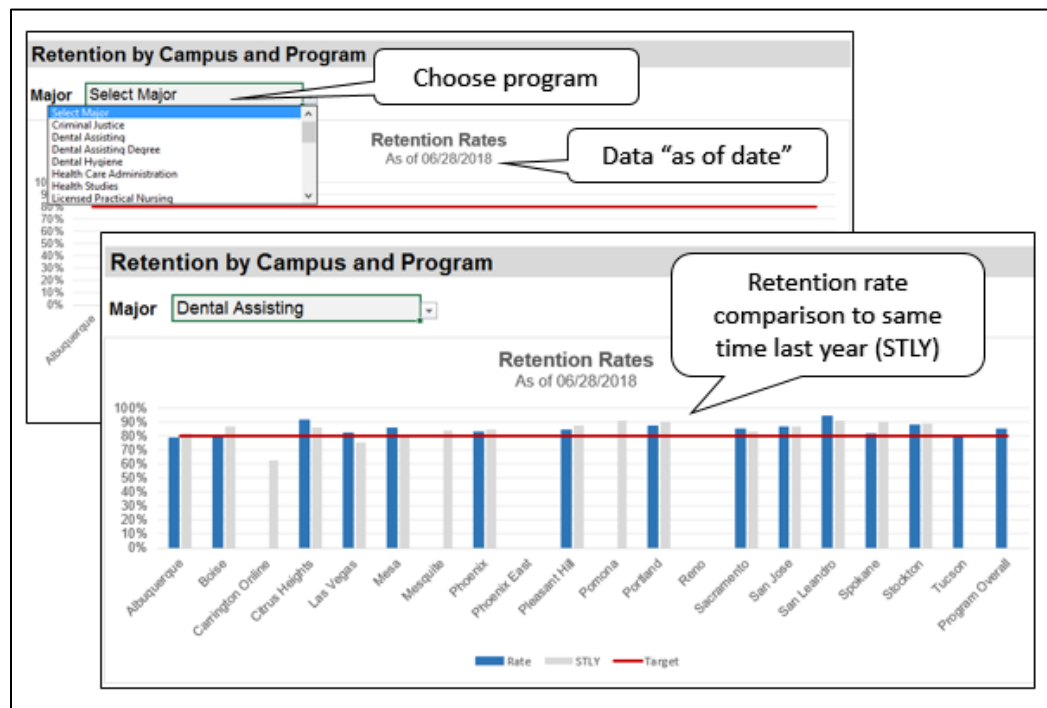 Retention by Campus and Program
Choose program
Major Select Major
Select Major
Criminal Justice
Dental Assisting
Dental Assisting Degree
Dental Hygiene
Health Care Administration
Health Studies
Licensed Practical Nursing
Retention Rates
As of 06/28/2018
Data “as of date”
80%
70%
60%
50%
40%
30%
20%
10%
0%
Albuquerque
Retention by Campus and Program
Retention rate
comparison to same
time last year (STLY)
Major Dental Assisting
Retention Rates
As of 06/28/2018
100%
90%
80%
70%
60%
50%
40%
30%
20%
10%
0%
Albuquerque
Boise
Carrington Online
Citrus Heights
Las Vegas
Mesa
Mesquite
Phoenix
Phoenix East
Pleasant Hill
Pomona
Portland
Reno
Sacramento
San Jose
San Leandro
Spokane
Stockton
Tucson
Program Overall
Rate STLY Target